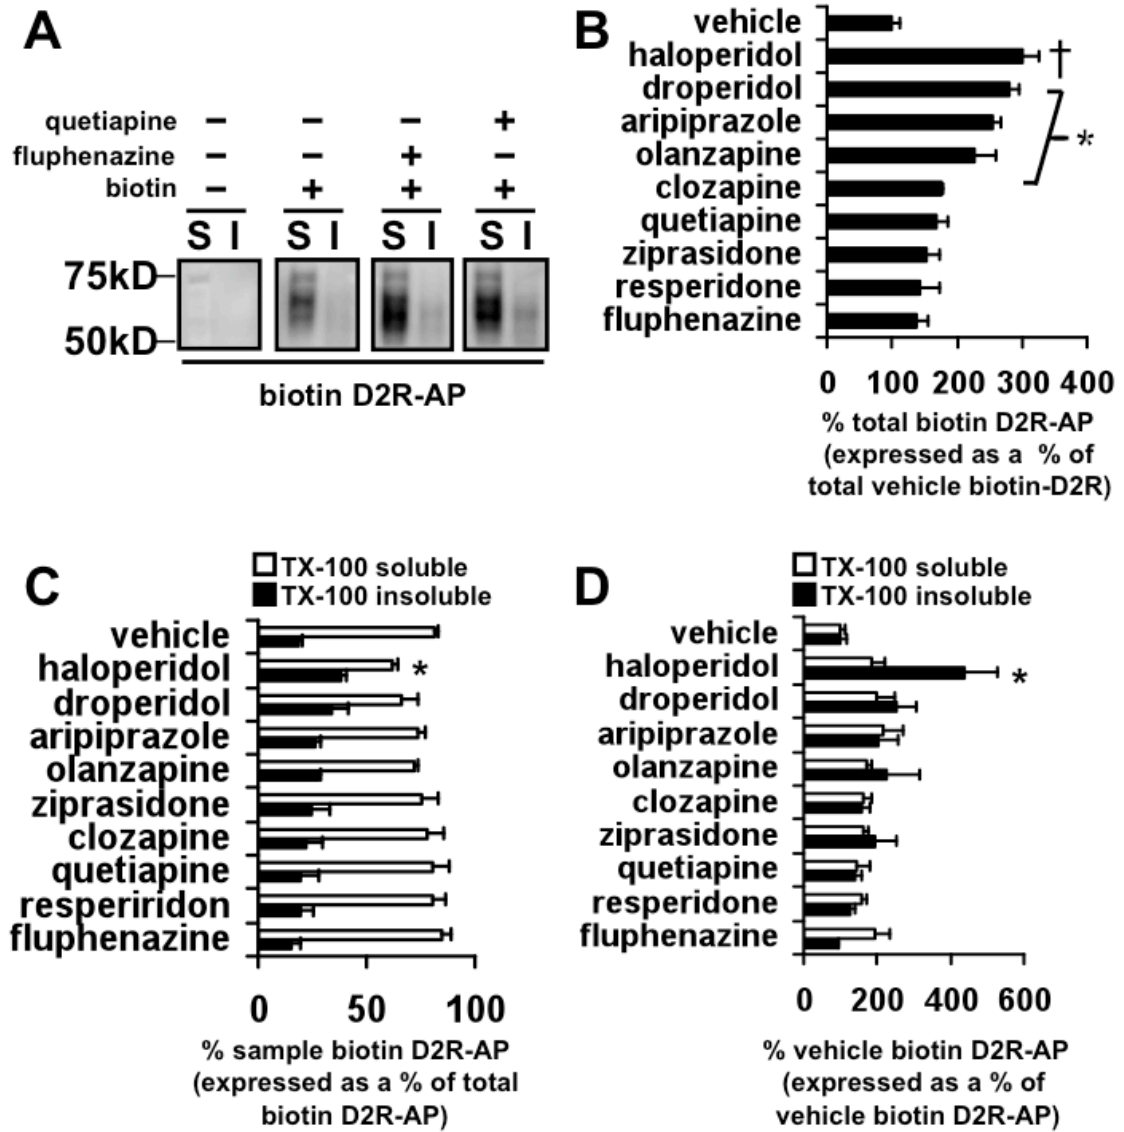 A
quetiapine – – – +
fluphenazine – – + –
biotin – + + +
S I S I S I S I
75kD
50kD
biotin D2R-AP
B
vehicle
haloperidol †
droperidol
aripiprazole
*
olanzapine
clozapine
quetiapine
ziprasidone
resperidone
fluphenazine
0 100 200 300 400
% total biotin D2R-AP
(expressed as a % of
total vehicle biotin-D2R)
C
TX-100 soluble
TX-100 insoluble
vehicle
haloperidol *
droperidol
aripiprazole
olanzapine
ziprasidone
clozapine
quetiapine
resperiridon
fluphenazine
0 50 100
% sample biotin D2R-AP
(expressed as a % of total
biotin D2R-AP)
D
TX-100 soluble
TX-100 insoluble
vehicle
haloperidol *
droperidol
aripiprazole
olanzapine
clozapine
ziprasidone
quetiapine
resperidone
fluphenazine
0 200 400 600
% vehicle biotin D2R-AP
(expressed as a % of
vehicle biotin D2R-AP)